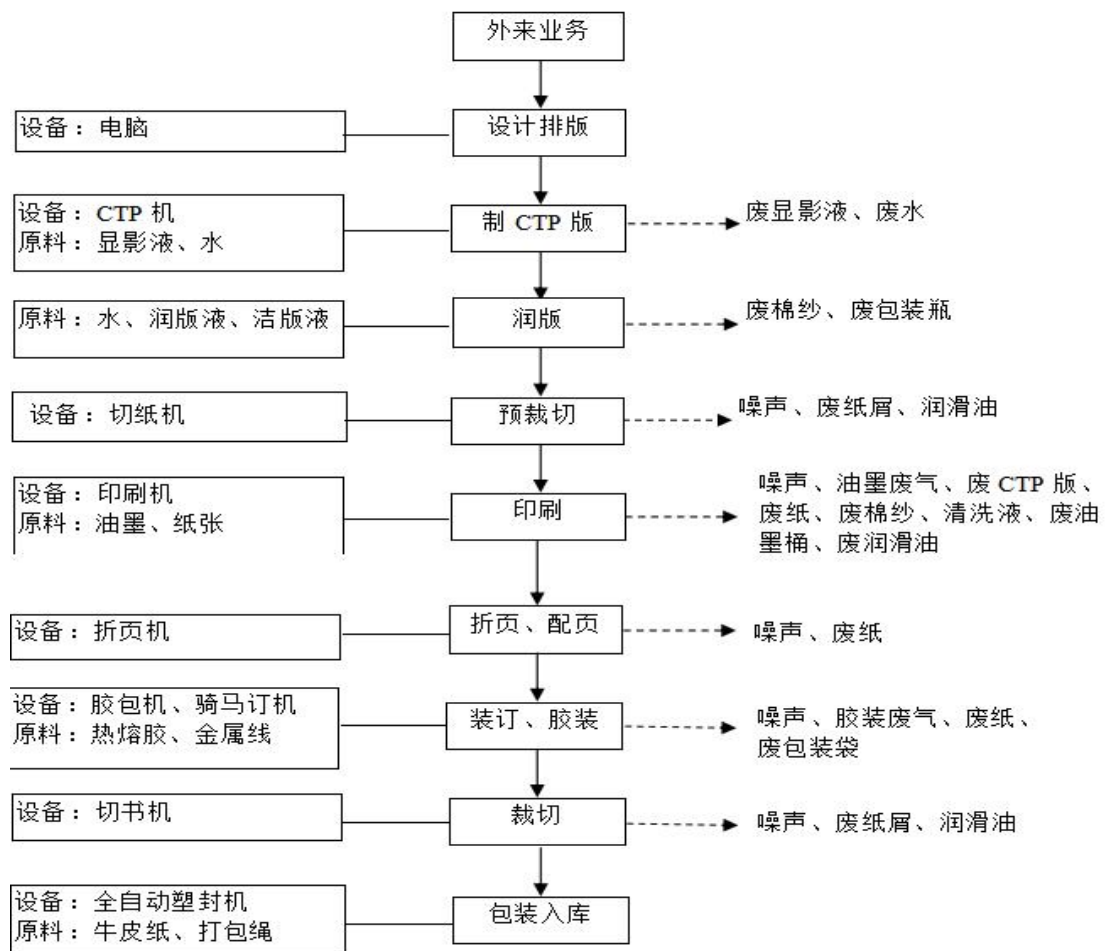 外来业务
设备：电脑
设计排版
设备：CTP 机
原料：显影液、水
制 CTP 版
废显影液、废水
原料：水、润版液、洁版液
润版
废棉纱、废包装瓶
设备：切纸机
预裁切
噪声、废纸屑、润滑油
设备：印刷机
原料：油墨、纸张
印刷
噪声、油墨废气、废 CTP 版、
废纸、废棉纱、清洗液、废油
墨桶、废润滑油
设备：折页机
折页、配页
噪声、废纸
设备：胶包机、骑马订机
原料：热熔胶、金属线
装订、胶装
噪声、胶装废气、废纸、
废包装袋
设备：切书机
裁切
噪声、废纸屑、润滑油
设备：全自动塑封机
原料：牛皮纸、打包绳
包装入库